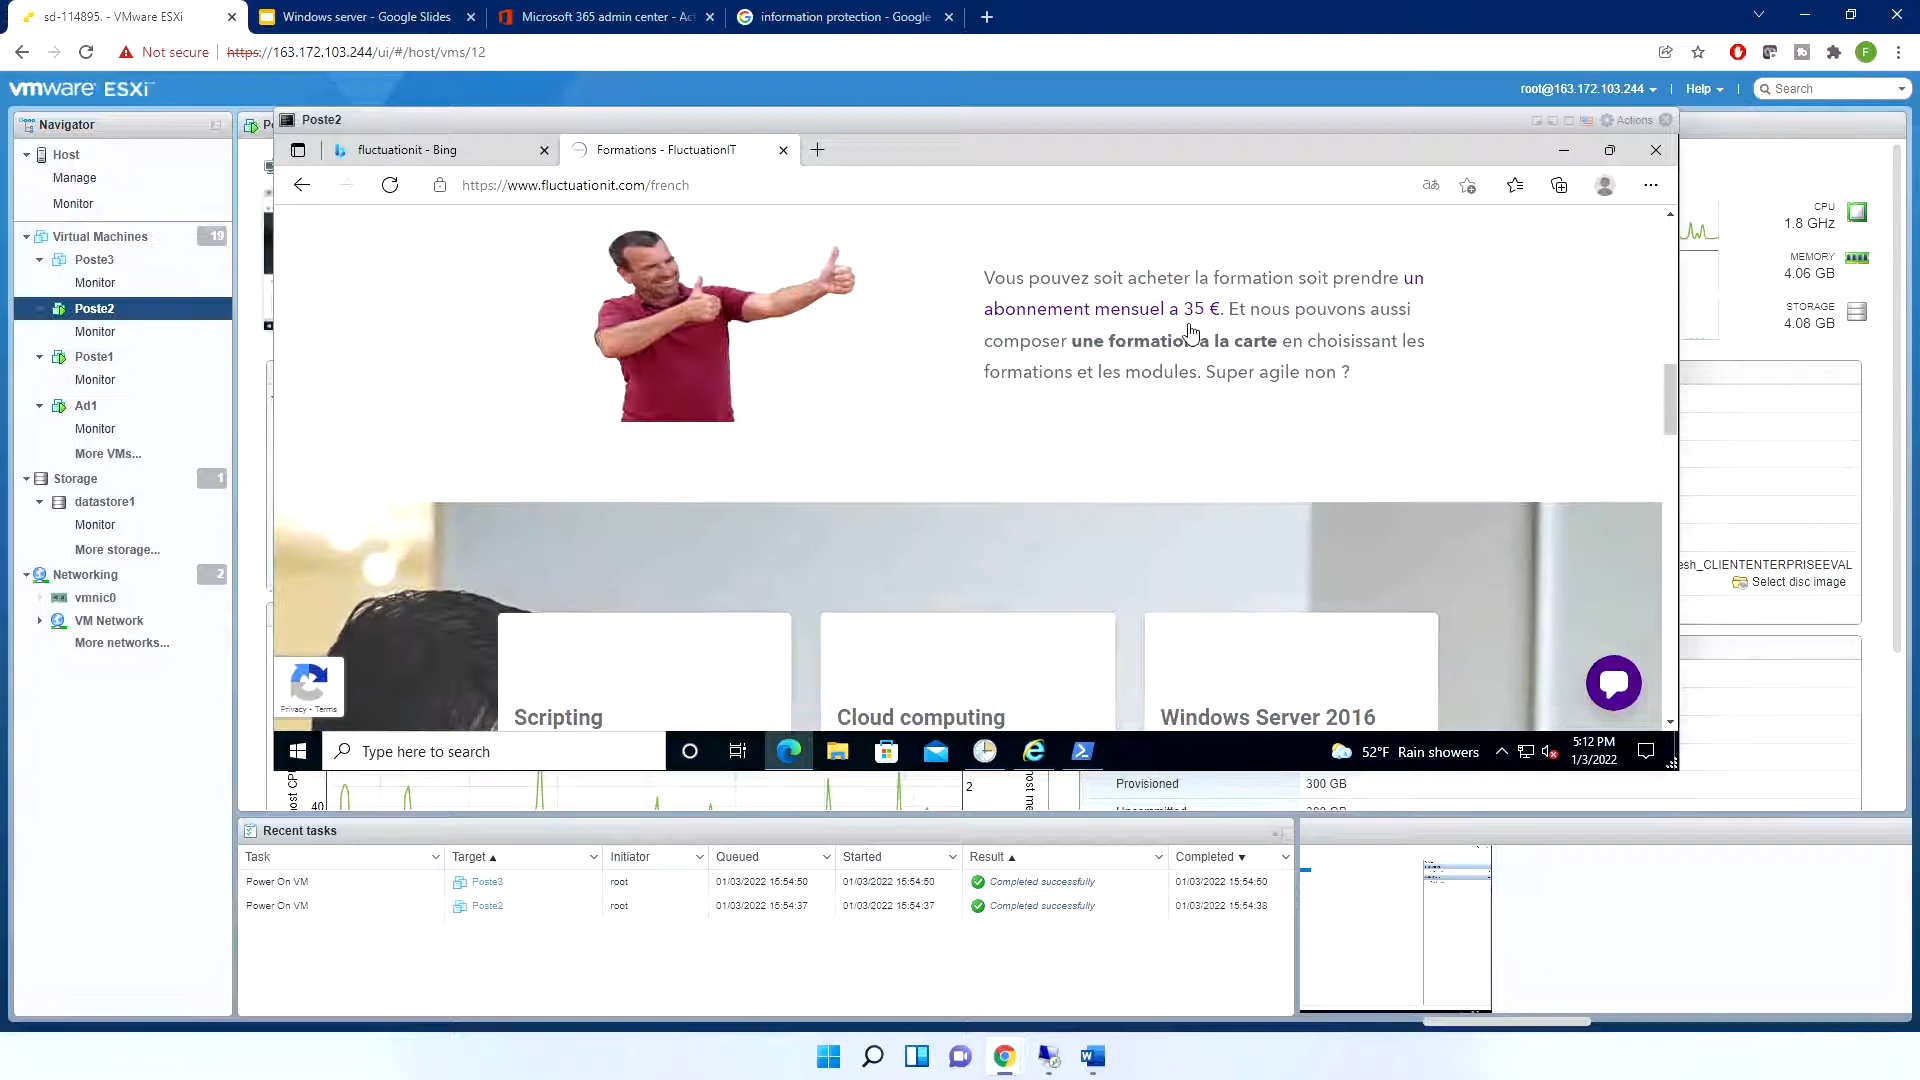 sd-114895. - VMware ESXi
Windows server - Google Slides
Microsoft 365 admin center - Ac
information protection - Google
Not secure
https://163.172.103.244/ui/#/host/vms/12
F
vmware ESXi
root@163.172.103.244
Help
Search
Navigator
Host
Manage
Monitor
Virtual Machines
19
Poste3
Monitor
Poste2
Monitor
Poste1
Monitor
Ad1
Monitor
More VMs...
Storage
1
datastore1
Monitor
More storage...
Networking
2
vmnic0
VM Network
More networks...
Poste2
Actions
fluctuationit - Bing
Formations - FluctuationIT
https://www.fluctuationit.com/french
Vous pouvez soit acheter la formation soit prendre un
abonnement mensuel a 35 €. Et nous pouvons aussi
composer une formation a la carte en choisissant les
formations et les modules. Super agile non ?
Privacy - Terms
Scripting
Cloud computing
Windows Server 2016
Type here to search
52°F Rain showers
5:12 PM
1/3/2022
CPU
1.8 GHz
MEMORY
4.06 GB
STORAGE
4.08 GB
esh_CLIENTENTERPRISEEVAL
Select disc image
40
2
Provisioned
300 GB
Recent tasks
Task
Target
Initiator
Queued
Started
Result
Completed
Power On VM
Poste3
root
01/03/2022 15:54:50
01/03/2022 15:54:50
Completed successfully
01/03/2022 15:54:50
Power On VM
Poste2
root
01/03/2022 15:54:37
01/03/2022 15:54:37
Completed successfully
01/03/2022 15:54:38